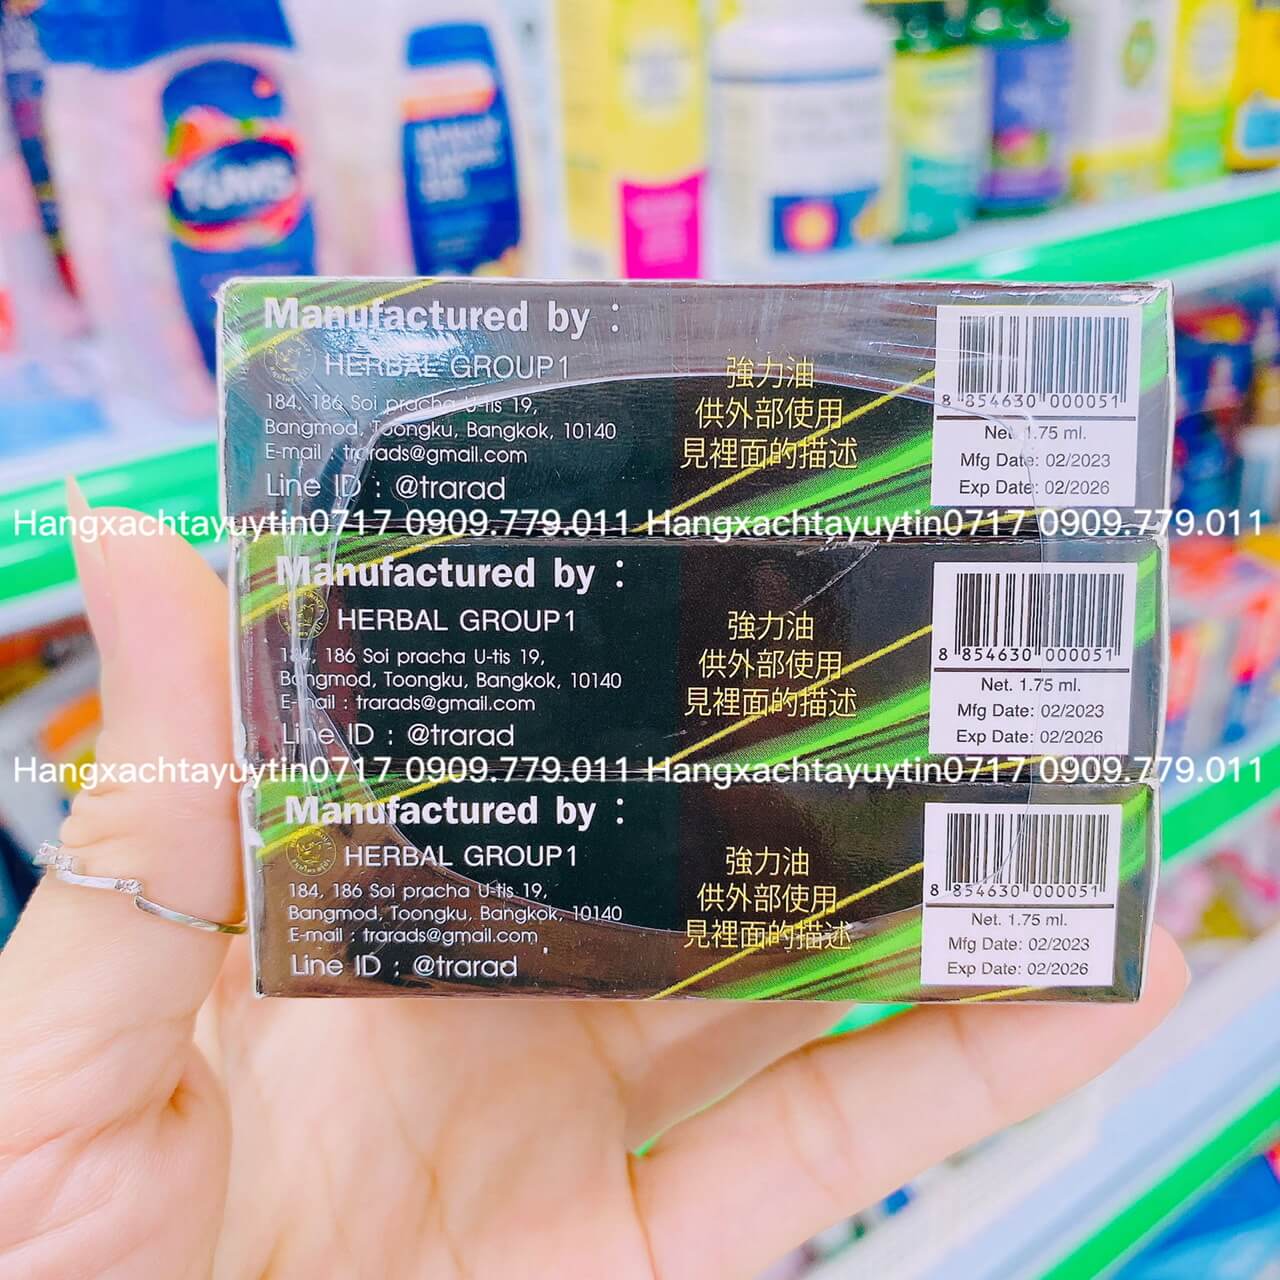 TUMS
Manufactured by :
HERBAL GROUP1
184, 186 Soi pracha U-tis 19,
Bangmod, Toongku, Bangkok, 10140
E-mail : trarads@gmail.com
Line ID : @trarad
強力油
供外部使用
見裡面的描述
8 854630 000051
Net. 1.75 ml.
Mfg Date: 02/2023
Exp Date: 02/2026
Hangxachtayuytin0717 0909.779.011 Hangxachtayuytin0717 0909.779.011
Manufactured by :
HERBAL GROUP1
184, 186 Soi pracha U-tis 19,
Bangmod, Toongku, Bangkok, 10140
E-mail : trarads@gmail.com
Line ID : @trarad
強力油
供外部使用
見裡面的描述
8 854630 000051
Net. 1.75 ml.
Mfg Date: 02/2023
Exp Date: 02/2026
Hangxachtayuytin0717 0909.779.011 Hangxachtayuytin0717 0909.779.011
Manufactured by :
HERBAL GROUP1
184, 186 Soi pracha U-tis 19,
Bangmod, Toongku, Bangkok, 10140
E-mail : trarads@gmail.com
Line ID : @trarad
強力油
供外部使用
見裡面的描述
8 854630 000051
Net. 1.75 ml.
Mfg Date: 02/2023
Exp Date: 02/2026